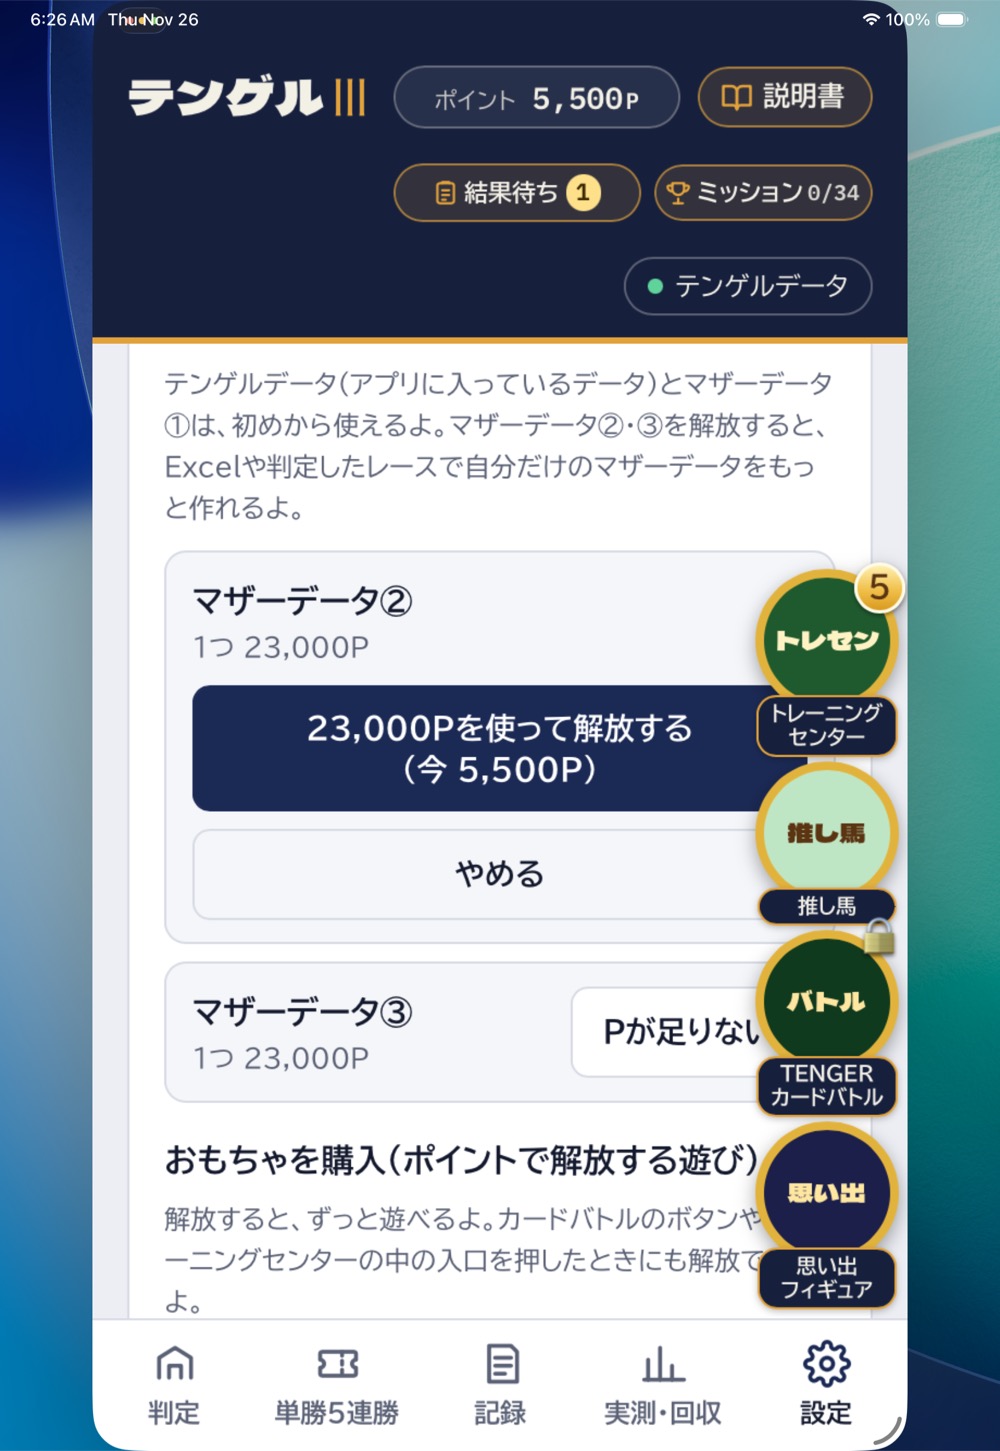 6:26 AM Thu Nov 26
100%
テンゲルIII
ポイント 5,500P
説明書
結果待ち 1
ミッション 0/34
テンゲルデータ
テンゲルデータ(アプリに入っているデータ)とマザーデータ
①は、初めから使えるよ。マザーデータ②・③を解放すると、
Excelや判定したレースで自分だけのマザーデータをもっ
と作れるよ。
マザーデータ②
1つ 23,000P
23,000Pを使って解放する
(今 5,500P)
やめる
マザーデータ③
1つ 23,000P
Pが足りない
おもちゃを購入(ポイントで解放する遊び)
解放すると、ずっと遊べるよ。カードバトルのボタンや
ーニングセンターの中の入口を押したときにも解放で
よ。
5
トレセン
トレーニング
センター
推し馬
推し馬
バトル
TENGER
カードバトル
思い出
思い出
フィギュア
判定
単勝5連勝
記録
実測・回収
設定